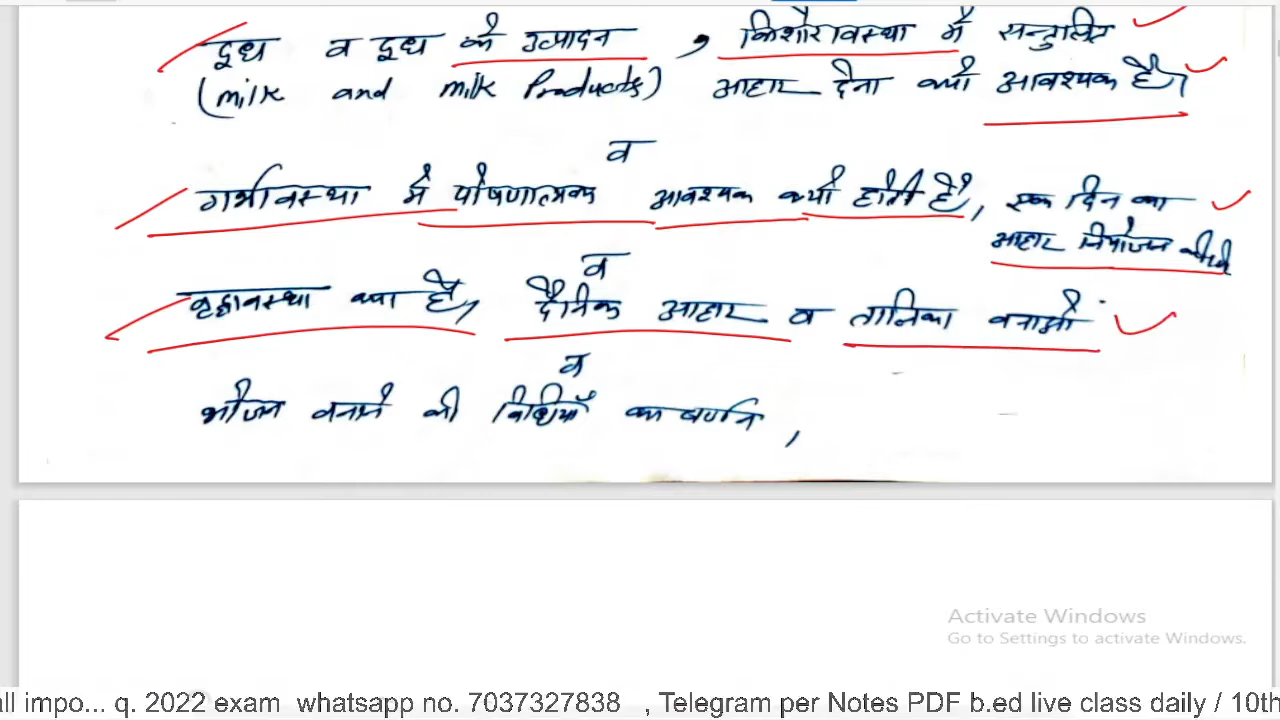 दूध व दूध के उत्पादन , किशोरावस्था में सन्तुलित
(milk and milk Products) आहार देना क्यों आवश्यक है,
व
गर्भावस्था में पोषणात्मक आवश्यक क्यों होती है, एक दिन का
आहार नियोजन कीजिये
व
वृद्धावस्था क्या है, दैनिक आहार व तालिका बनाओ
व
भोजन बनाने की विधियाँ का वर्णन ,
Activate Windows
Go to Settings to activate Windows.
all impo... q. 2022 exam whatsapp no. 7037327838 , Telegram per Notes PDF b.ed live class daily / 10th